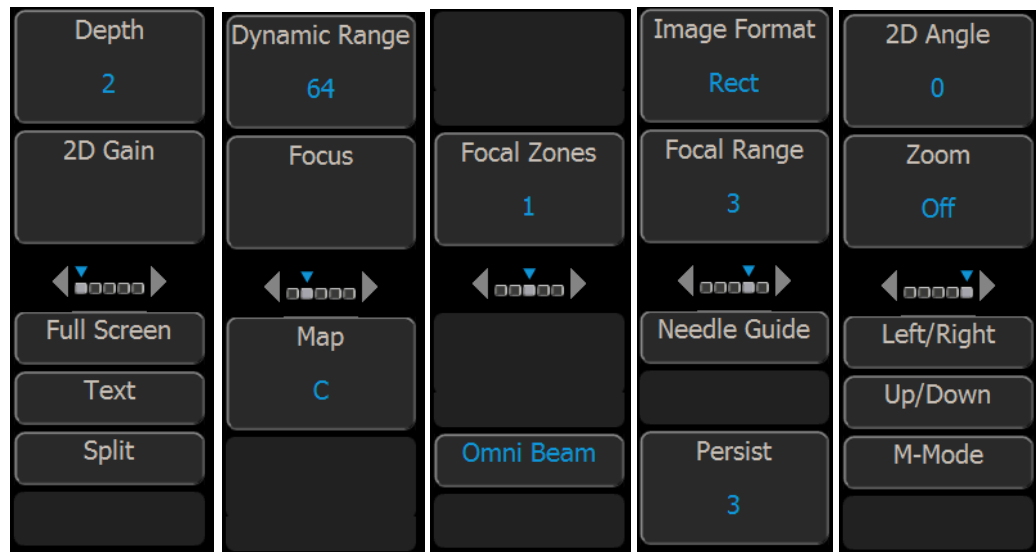 Depth
2
2D Gain
Full Screen
Text
Split
Dynamic Range
64
Focus
Map
C
Focal Zones
1
Omni Beam
Image Format
Rect
Focal Range
3
Needle Guide
Persist
3
2D Angle
0
Zoom
Off
Left/Right
Up/Down
M-Mode